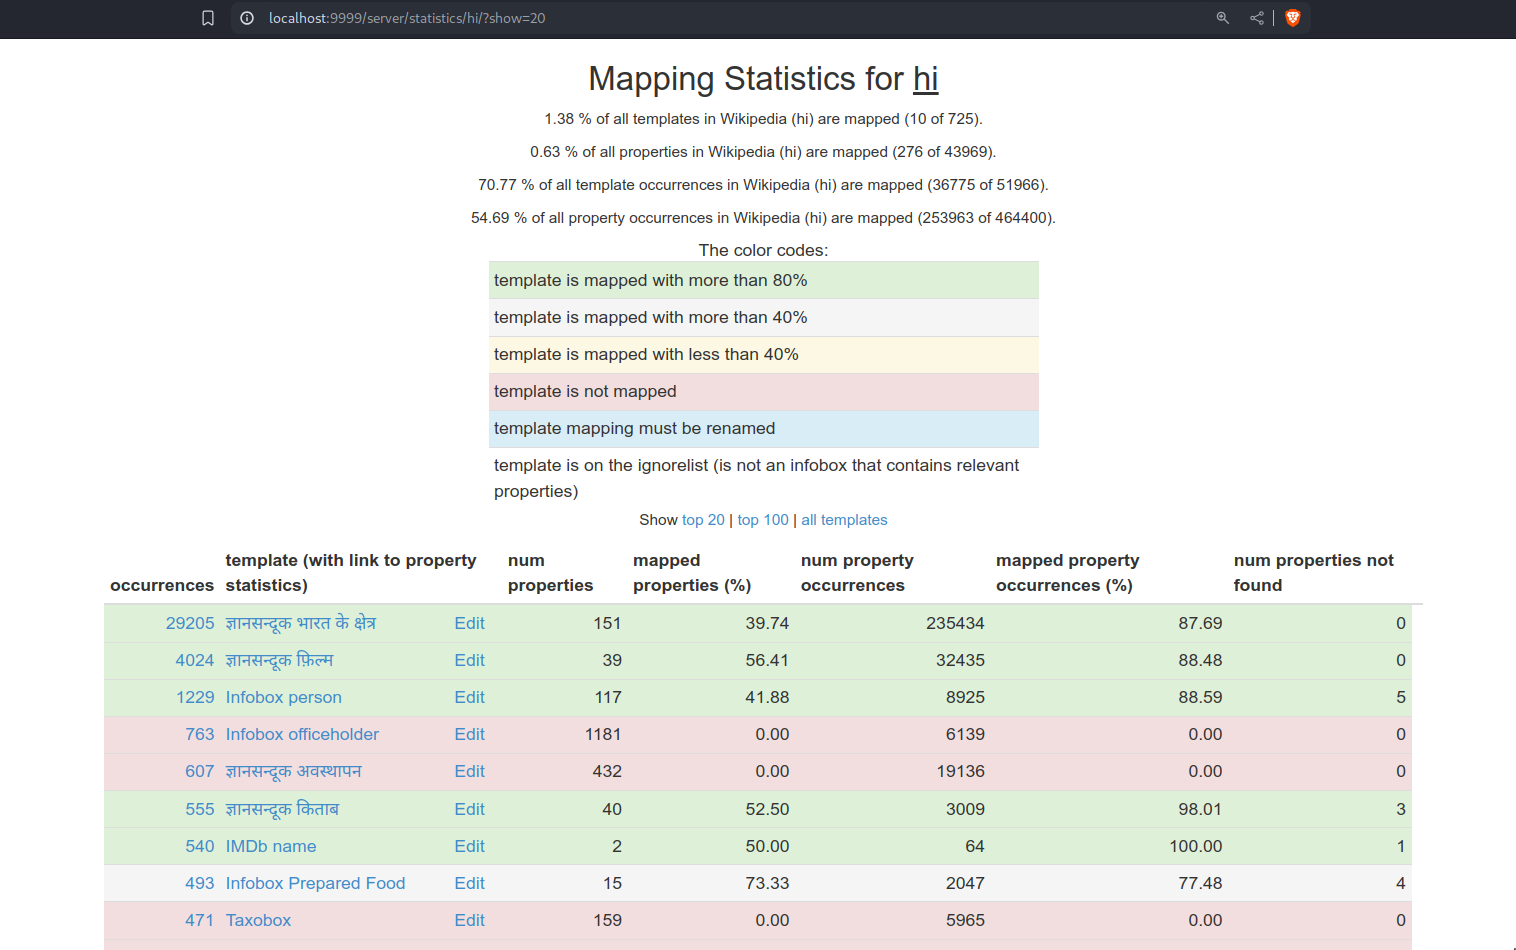 localhost:9999/server/statistics/hi/?show=20
Mapping Statistics for hi
1.38 % of all templates in Wikipedia (hi) are mapped (10 of 725).
0.63 % of all properties in Wikipedia (hi) are mapped (276 of 43969).
70.77 % of all template occurrences in Wikipedia (hi) are mapped (36775 of 51966).
54.69 % of all property occurrences in Wikipedia (hi) are mapped (253963 of 464400).
The color codes:
template is mapped with more than 80%
template is mapped with more than 40%
template is mapped with less than 40%
template is not mapped
template mapping must be renamed
template is on the ignorelist (is not an infobox that contains relevant
properties)
Show top 20 | top 100 | all templates
template (with link to property num mapped num property mapped property num properties not
occurrences statistics) properties properties (%) occurrences occurrences (%) found
29205 ज्ञानसन्दूक भारत के क्षेत्र Edit 151 39.74 235434 87.69 0
4024 ज्ञानसन्दूक फ़िल्म Edit 39 56.41 32435 88.48 0
1229 Infobox person Edit 117 41.88 8925 88.59 5
763 Infobox officeholder Edit 1181 0.00 6139 0.00 0
607 ज्ञानसन्दूक अवस्थापन Edit 432 0.00 19136 0.00 0
555 ज्ञानसन्दूक किताब Edit 40 52.50 3009 98.01 3
540 IMDb name Edit 2 50.00 64 100.00 1
493 Infobox Prepared Food Edit 15 73.33 2047 77.48 4
471 Taxobox Edit 159 0.00 5965 0.00 0